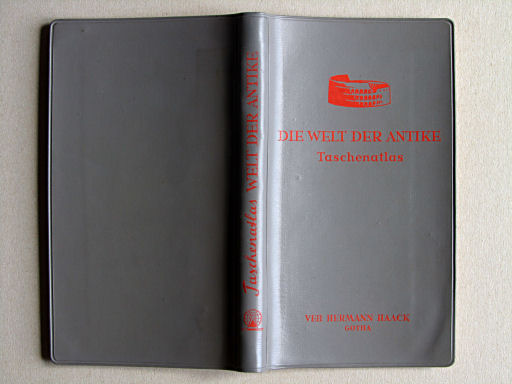 Taschenatlas WELT DER ANTIKE
DIE WELT DER ANTIKE
Taschenatlas
VEB HERMANN HAACK
GOTHA